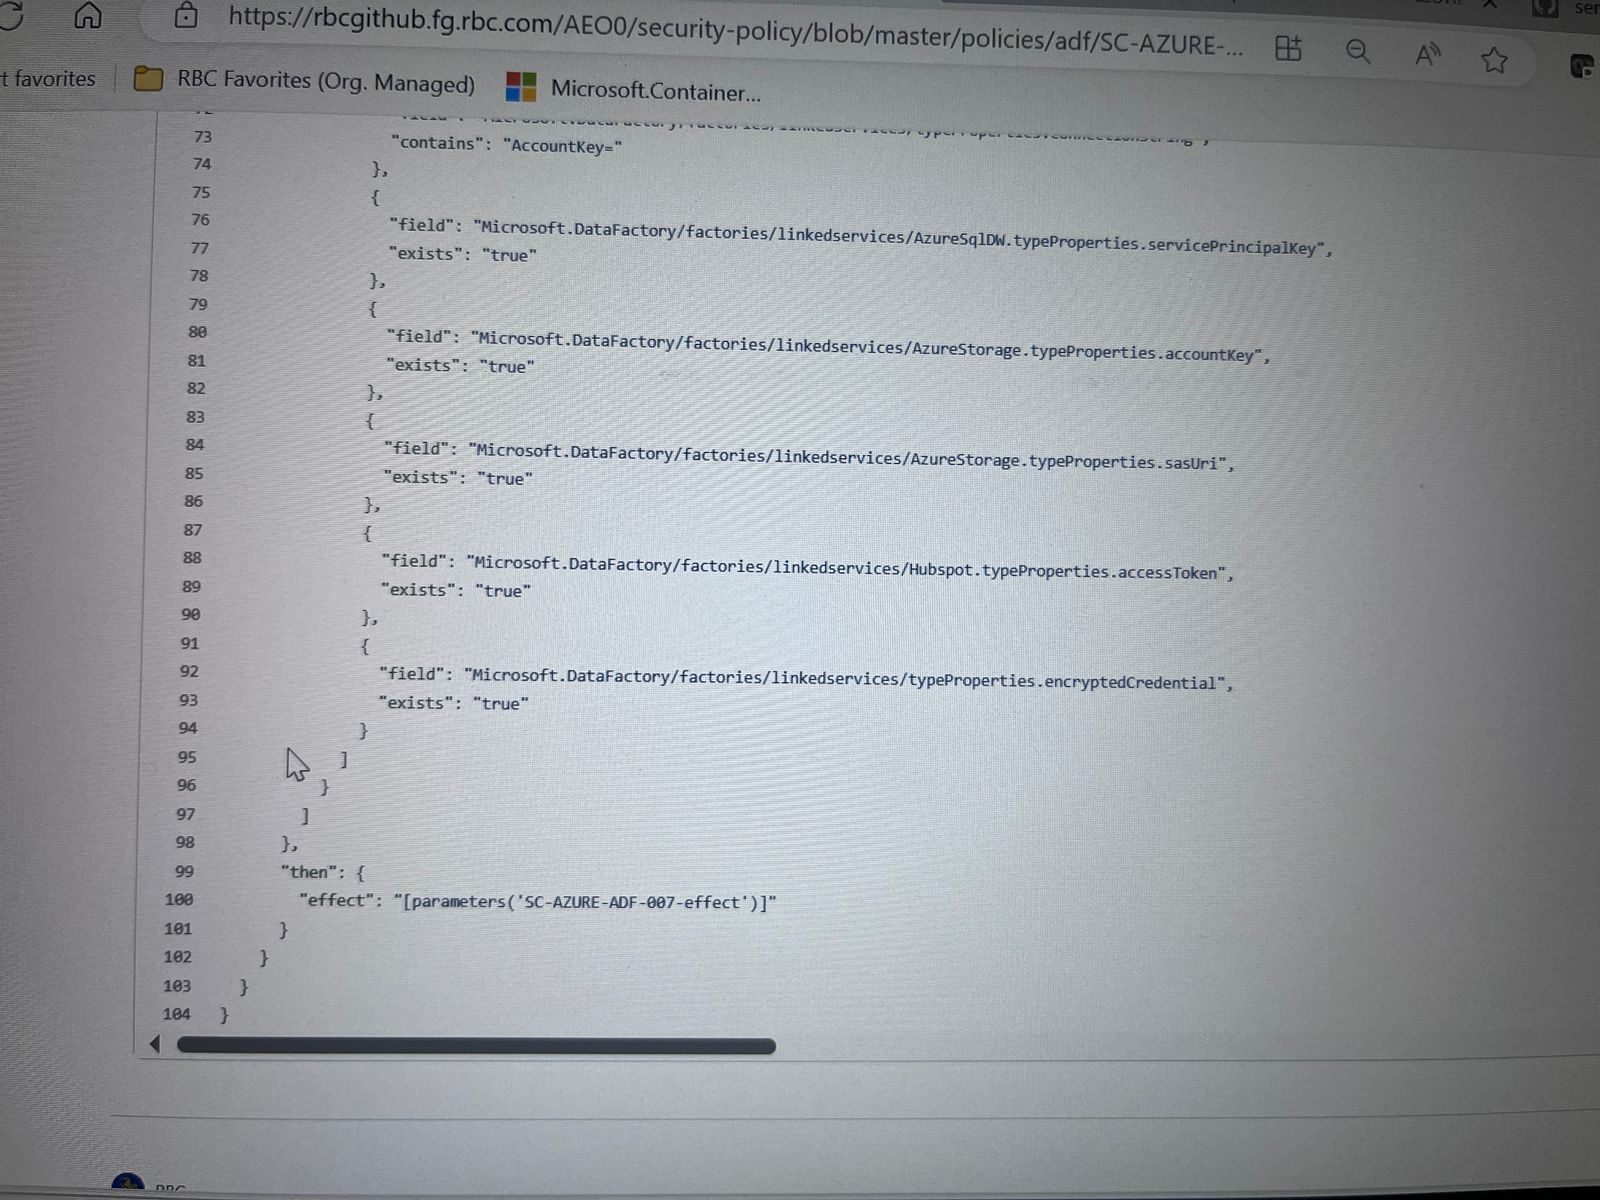 https://rbcgithub.fg.rbc.com/AEO0/security-policy/blob/master/policies/adf/SC-AZURE-...
t favorites RBC Favorites (Org. Managed) Microsoft.Container...
73 "contains": "AccountKey="
74 },
75 {
76 "field": "Microsoft.DataFactory/factories/linkedservices/AzureSqlDW.typeProperties.servicePrincipalKey",
77 "exists": "true"
78 },
79 {
80 "field": "Microsoft.DataFactory/factories/linkedservices/AzureStorage.typeProperties.accountKey",
81 "exists": "true"
82 },
83 {
84 "field": "Microsoft.DataFactory/factories/linkedservices/AzureStorage.typeProperties.sasUri",
85 "exists": "true"
86 },
87 {
88 "field": "Microsoft.DataFactory/factories/linkedservices/Hubspot.typeProperties.accessToken",
89 "exists": "true"
90 },
91 {
92 "field": "Microsoft.DataFactory/factories/linkedservices/typeProperties.encryptedCredential",
93 "exists": "true"
94 }
95 ]
96 }
97 ]
98 },
99 "then": {
100 "effect": "[parameters('SC-AZURE-ADF-007-effect')]"
101 }
102 }
103 }
104 }